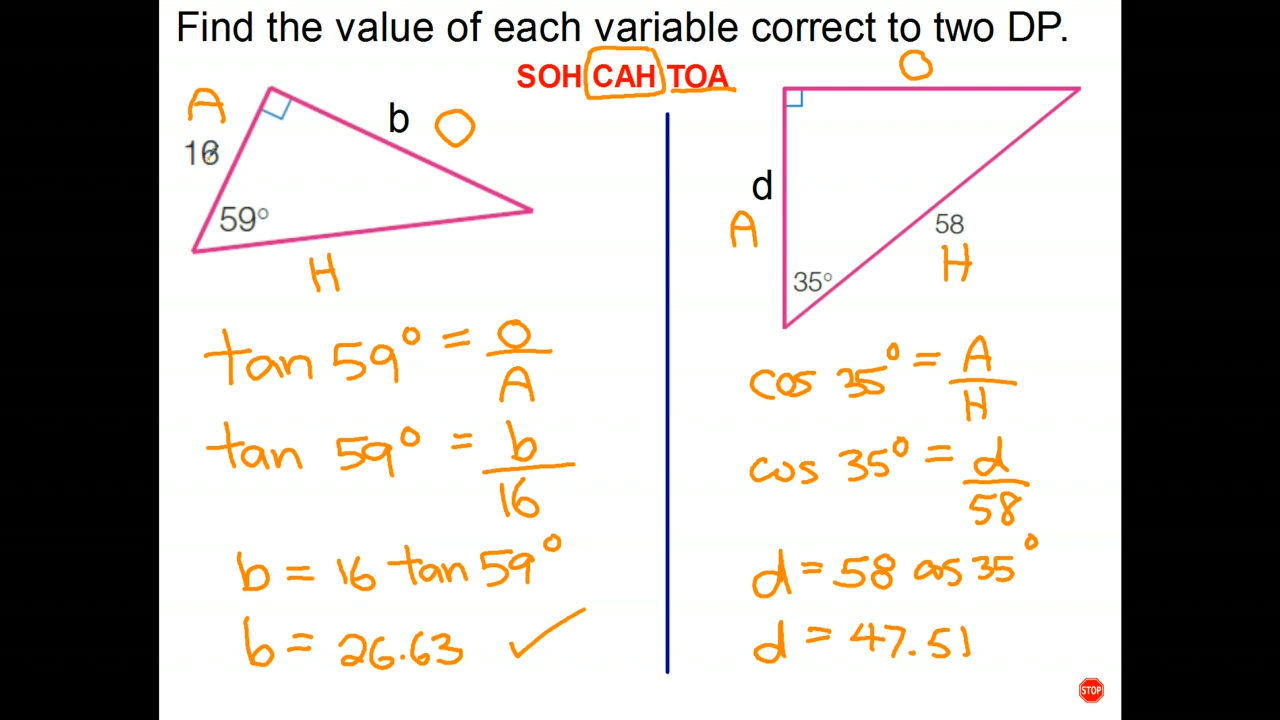 Find the value of each variable correct to two DP.
SOH CAH TOA
A
16
b
O
59°
H
tan 59° = O/A
tan 59° = b/16
b = 16 tan 59°
b = 26.63 ✓
O
d
A
58
H
35°
cos 35° = A/H
cos 35° = d/58
d = 58 cos 35°
d = 47.51
STOP